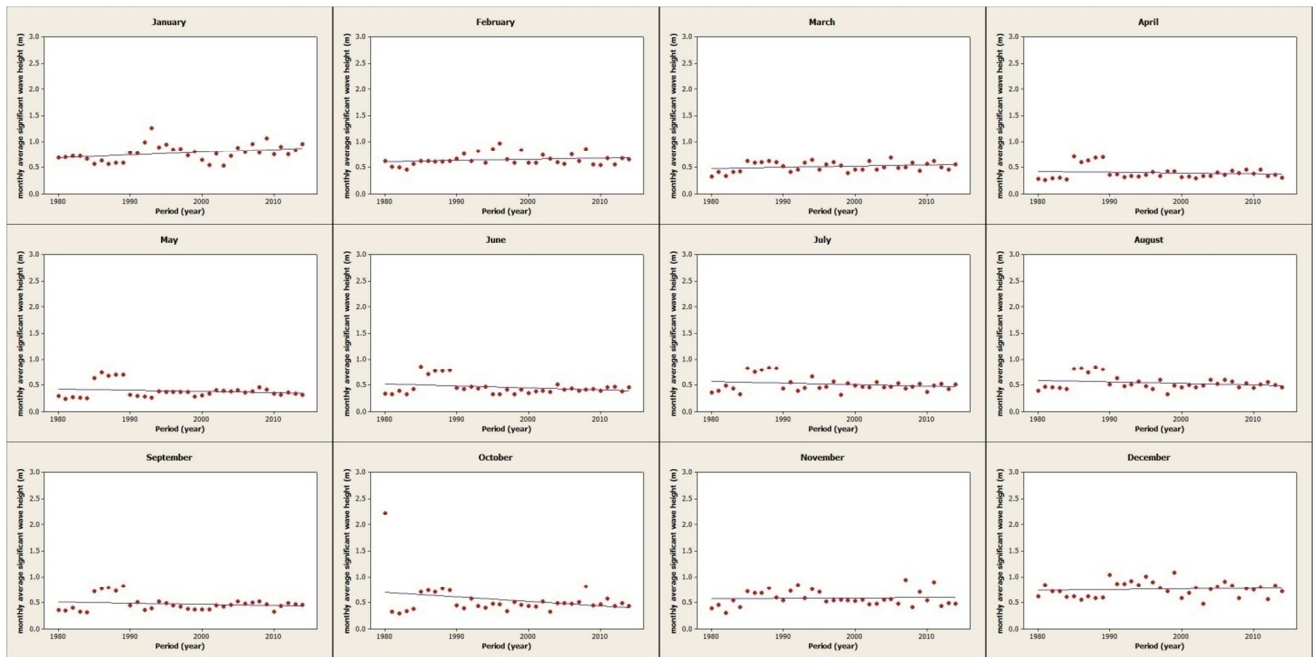 January
monthly average significant wave height (m)
3.0
2.5
2.0
1.5
1.0
0.5
0.0
1980 1990 2000 2010
Period (year)
February
monthly average significant wave height (m)
3.0
2.5
2.0
1.5
1.0
0.5
0.0
1980 1990 2000 2010
Period (year)
March
monthly average significant wave height (m)
3.0
2.5
2.0
1.5
1.0
0.5
0.0
1980 1990 2000 2010
Period (year)
April
monthly average significant wave height (m)
3.0
2.5
2.0
1.5
1.0
0.5
0.0
1980 1990 2000 2010
Period (year)
May
monthly average significant wave height (m)
3.0
2.5
2.0
1.5
1.0
0.5
0.0
1980 1990 2000 2010
Period (year)
June
monthly average significant wave height (m)
3.0
2.5
2.0
1.5
1.0
0.5
0.0
1980 1990 2000 2010
Period (year)
July
monthly average significant wave height (m)
3.0
2.5
2.0
1.5
1.0
0.5
0.0
1980 1990 2000 2010
Period (year)
August
monthly average significant wave height (m)
3.0
2.5
2.0
1.5
1.0
0.5
0.0
1980 1990 2000 2010
Period (year)
September
monthly average significant wave height (m)
3.0
2.5
2.0
1.5
1.0
0.5
0.0
1980 1990 2000 2010
Period (year)
October
monthly average significant wave height (m)
3.0
2.5
2.0
1.5
1.0
0.5
0.0
1980 1990 2000 2010
Period (year)
November
monthly average significant wave height (m)
3.0
2.5
2.0
1.5
1.0
0.5
0.0
1980 1990 2000 2010
Period (year)
December
monthly average significant wave height (m)
3.0
2.5
2.0
1.5
1.0
0.5
0.0
1980 1990 2000 2010
Period (year)